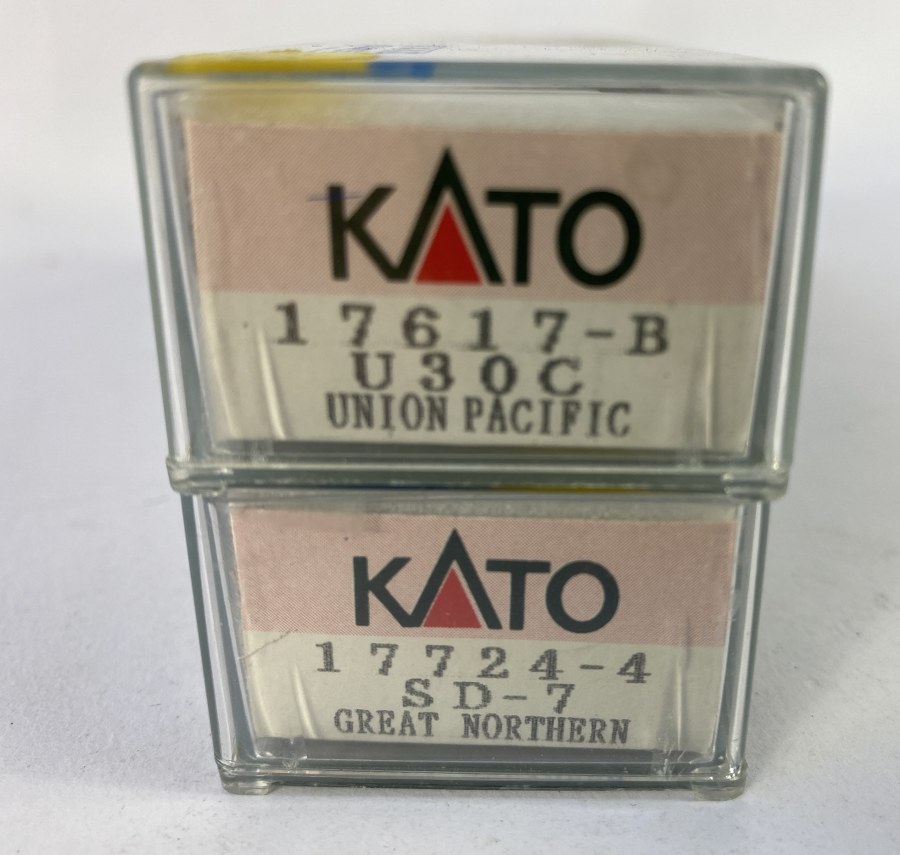 KATO
17617-B
U30C
UNION PACIFIC
KATO
17724-4
SD-7
GREAT NORTHERN